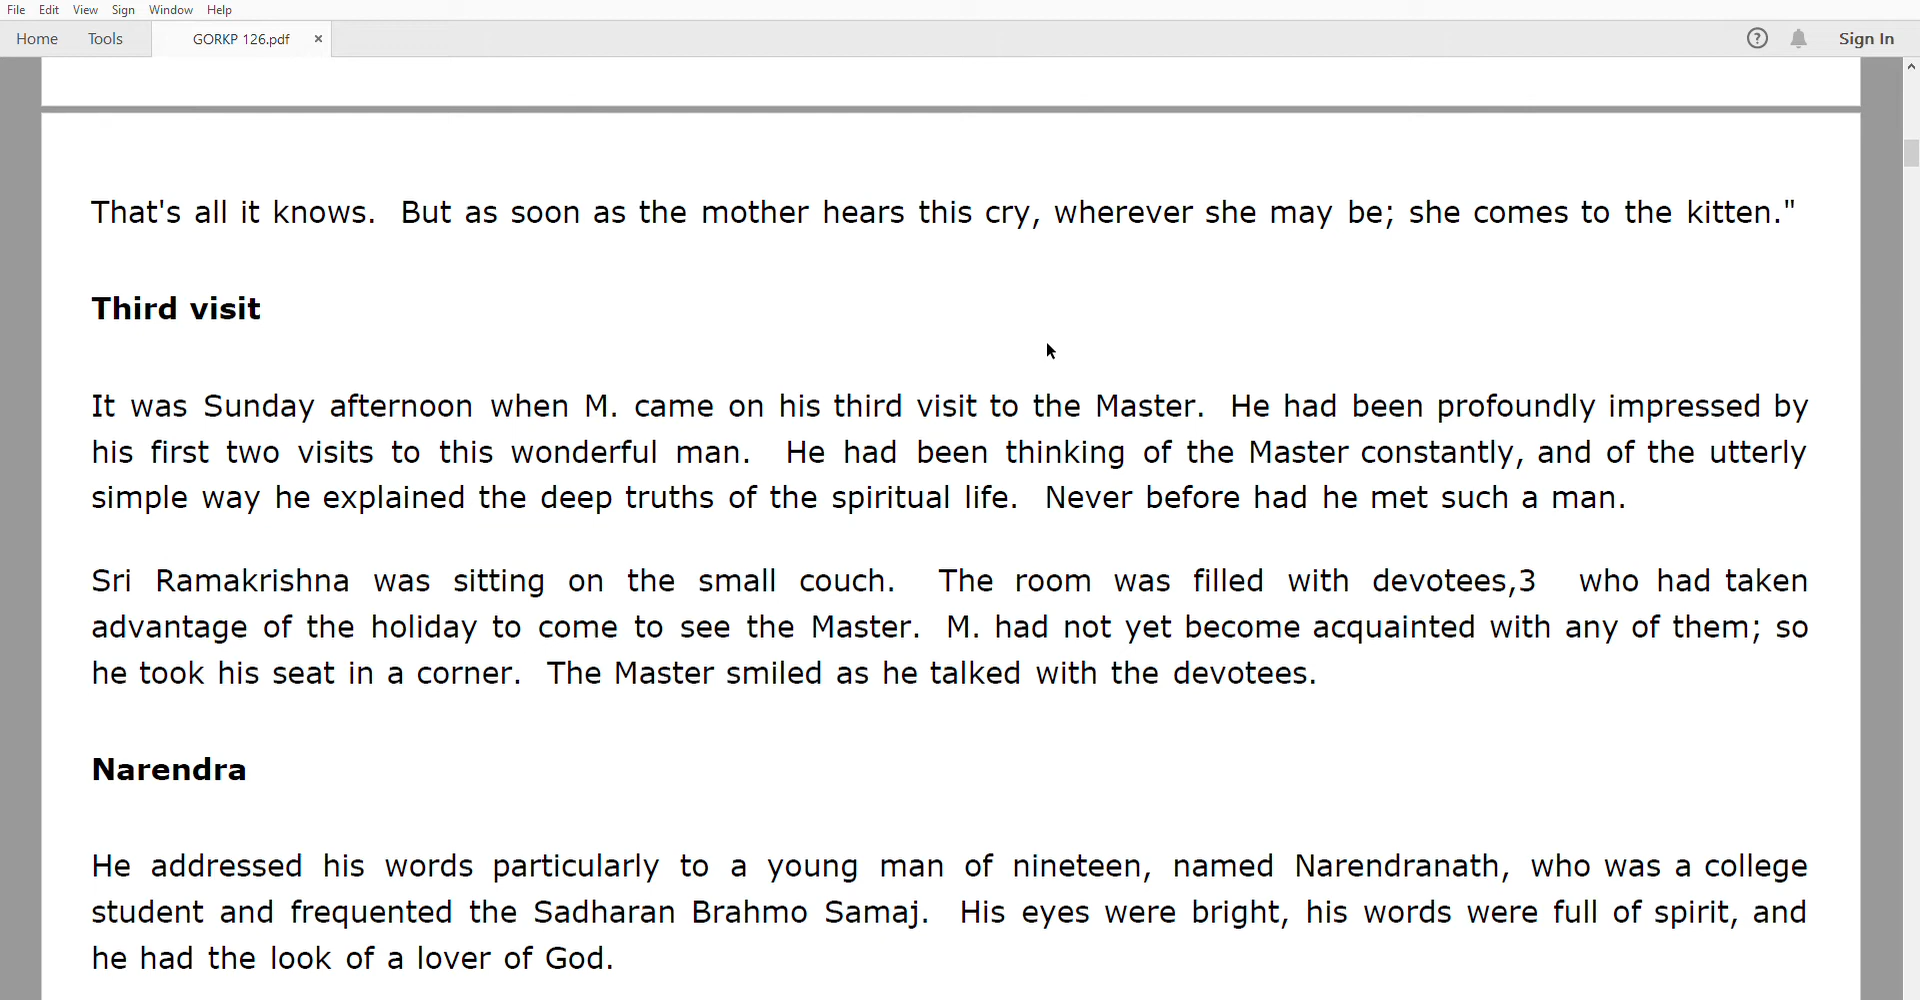 File Edit View Sign Window Help
Home Tools GORKP 126.pdf × ? Sign In
That's all it knows. But as soon as the mother hears this cry, wherever she may be; she comes to the kitten."
Third visit
It was Sunday afternoon when M. came on his third visit to the Master. He had been profoundly impressed by
his first two visits to this wonderful man. He had been thinking of the Master constantly, and of the utterly
simple way he explained the deep truths of the spiritual life. Never before had he met such a man.
Sri Ramakrishna was sitting on the small couch. The room was filled with devotees,3 who had taken
advantage of the holiday to come to see the Master. M. had not yet become acquainted with any of them; so
he took his seat in a corner. The Master smiled as he talked with the devotees.
Narendra
He addressed his words particularly to a young man of nineteen, named Narendranath, who was a college
student and frequented the Sadharan Brahmo Samaj. His eyes were bright, his words were full of spirit, and
he had the look of a lover of God.